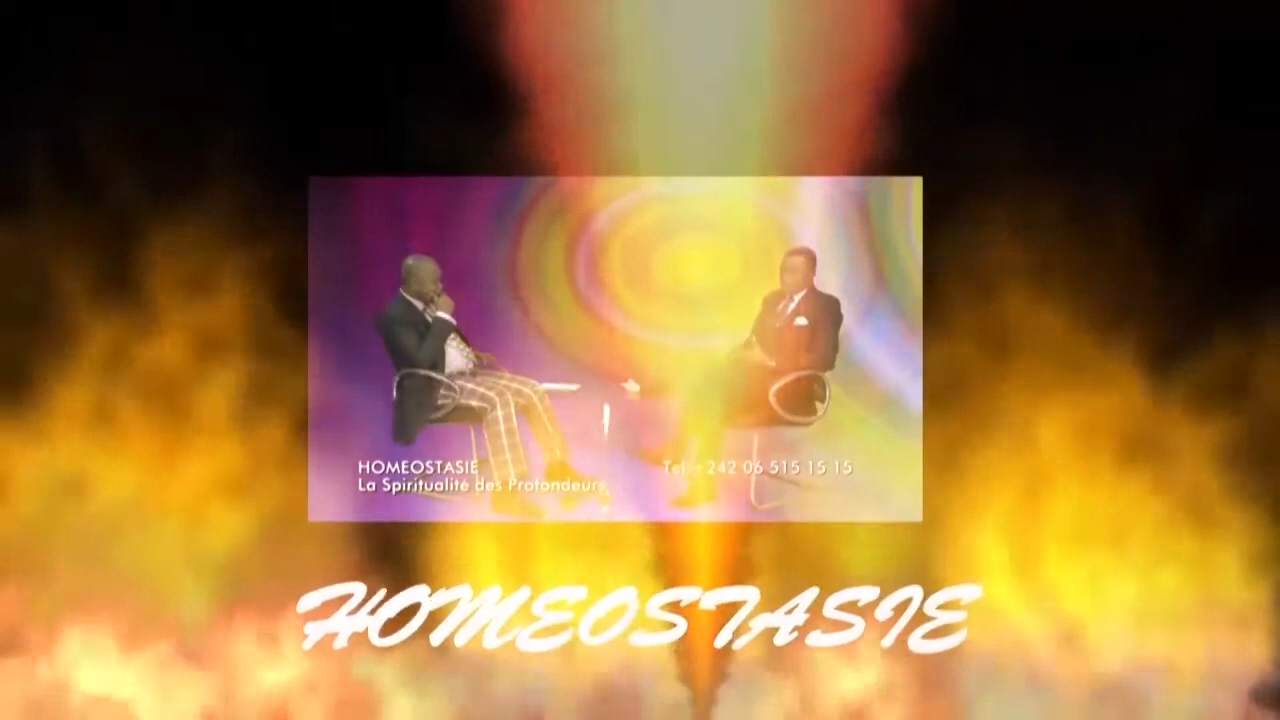 HOMEOSTASIE
La Spiritualité des Profondeurs
Tel : +242 06 515 15 15
HOMEOSTASIE